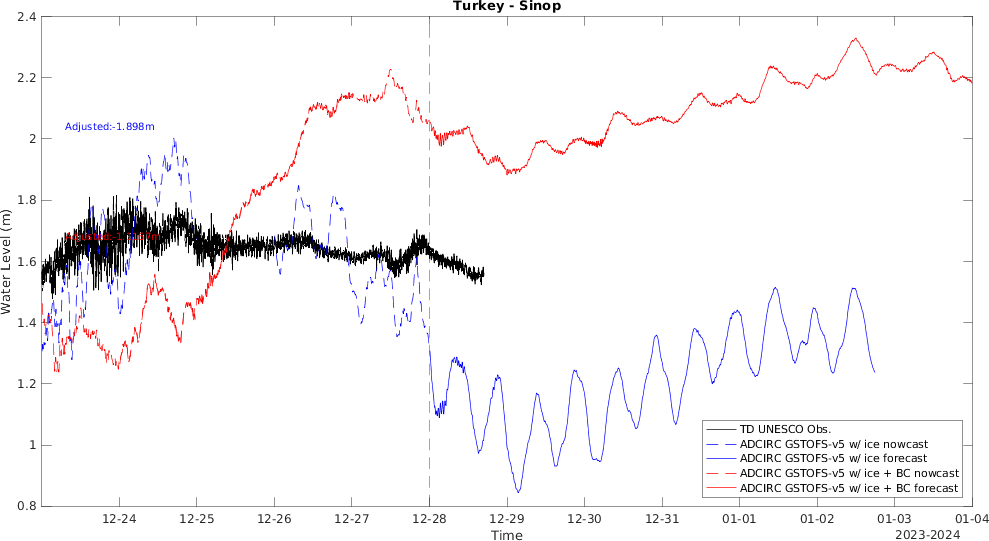 Turkey - Sinop
2.4
2.2
2
1.8
1.6
1.4
1.2
1
0.8
Water Level (m)
Adjusted:-1.898m
12-24
12-25
12-26
12-27
12-28
12-29
12-30
12-31
01-01
01-02
01-03
01-04
2023-2024
Time
TD UNESCO Obs.
ADCIRC GSTOFS-v5 w/ ice nowcast
ADCIRC GSTOFS-v5 w/ ice forecast
ADCIRC GSTOFS-v5 w/ ice + BC nowcast
ADCIRC GSTOFS-v5 w/ ice + BC forecast